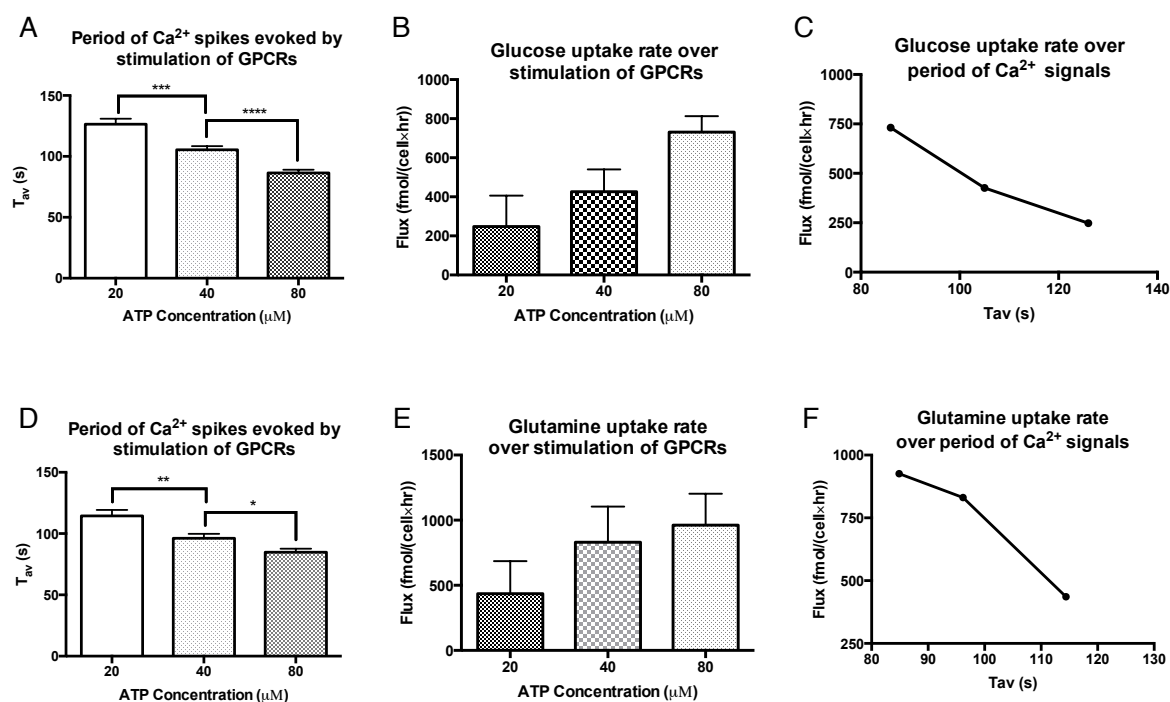 A
Period of Ca²⁺ spikes evoked by
stimulation of GPCRs
***
****
150
100
50
0
Tav (s)
20 40 80
ATP Concentration (μM)
B
Glucose uptake rate over
stimulation of GPCRs
1000
800
600
400
200
0
Flux (fmol/(cell×hr))
20 40 80
ATP Concentration (μM)
C
Glucose uptake rate over
period of Ca²⁺ signals
1000
750
500
250
0
Flux (fmol/(cell×hr))
80 100 120 140
Tav (s)
D
Period of Ca²⁺ spikes evoked by
stimulation of GPCRs
**
*
150
100
50
0
Tav (s)
20 40 80
ATP Concentration (μM)
E
Glutamine uptake rate
over stimulation of GPCRs
1500
1000
500
0
Flux (fmol/(cell×hr))
20 40 80
ATP Concentration (μM)
F
Glutamine uptake rate
over period of Ca²⁺ signals
1000
750
500
250
Flux (fmol/(cell×hr))
80 90 100 110 120 130
Tav (s)